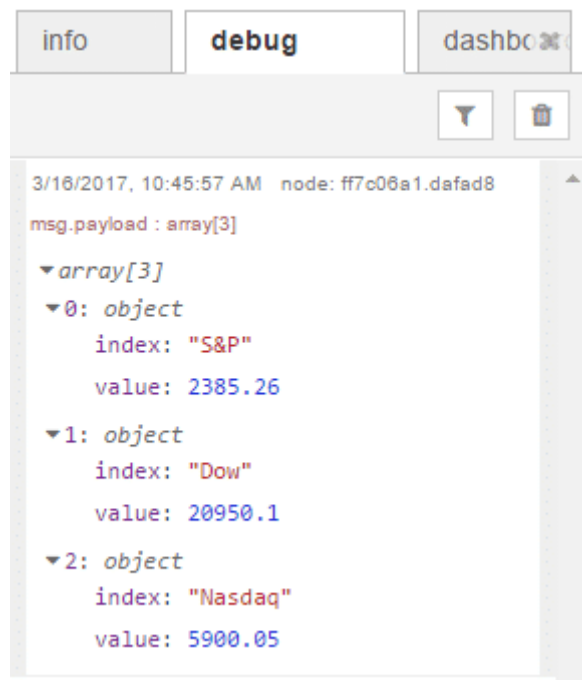 info debug dashbo
3/16/2017, 10:45:57 AM node: ff7c06a1.dafad8
msg.payload : array[3]
array[3]
0: object
index: "S&P"
value: 2385.26
1: object
index: "Dow"
value: 20950.1
2: object
index: "Nasdaq"
value: 5900.05